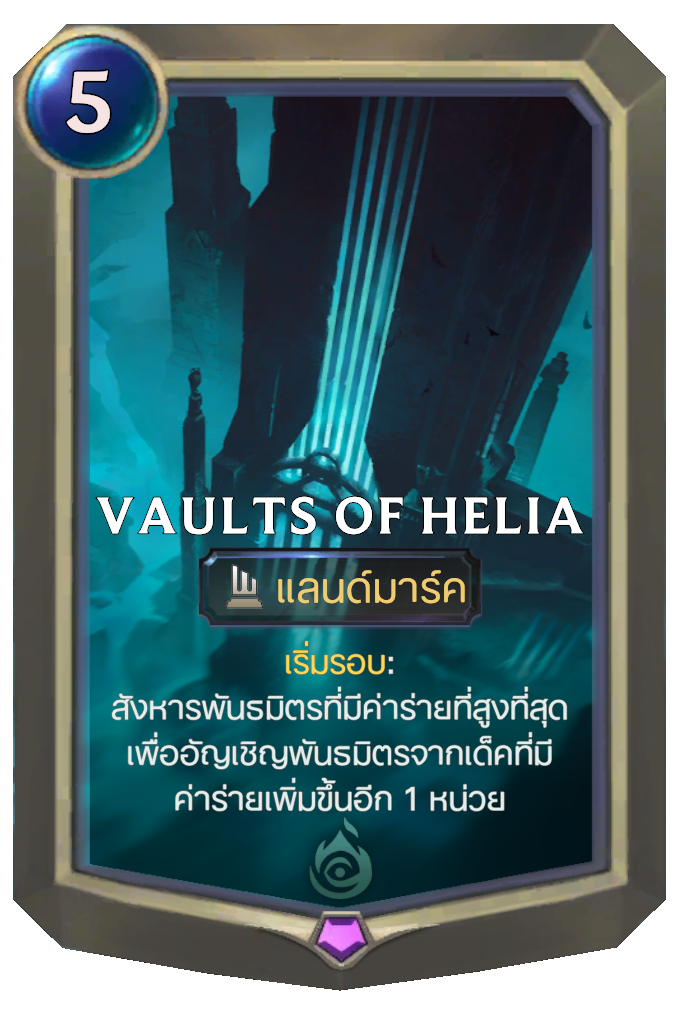 5
VAULTS OF HELIA
แลนด์มาร์ค
เริ่มรอบ:
สังหารพันธมิตรที่มีค่าร่ายที่สูงที่สุด
เพื่ออัญเชิญพันธมิตรจากเด็คที่มี
ค่าร่ายเพิ่มขึ้นอีก 1 หน่วย